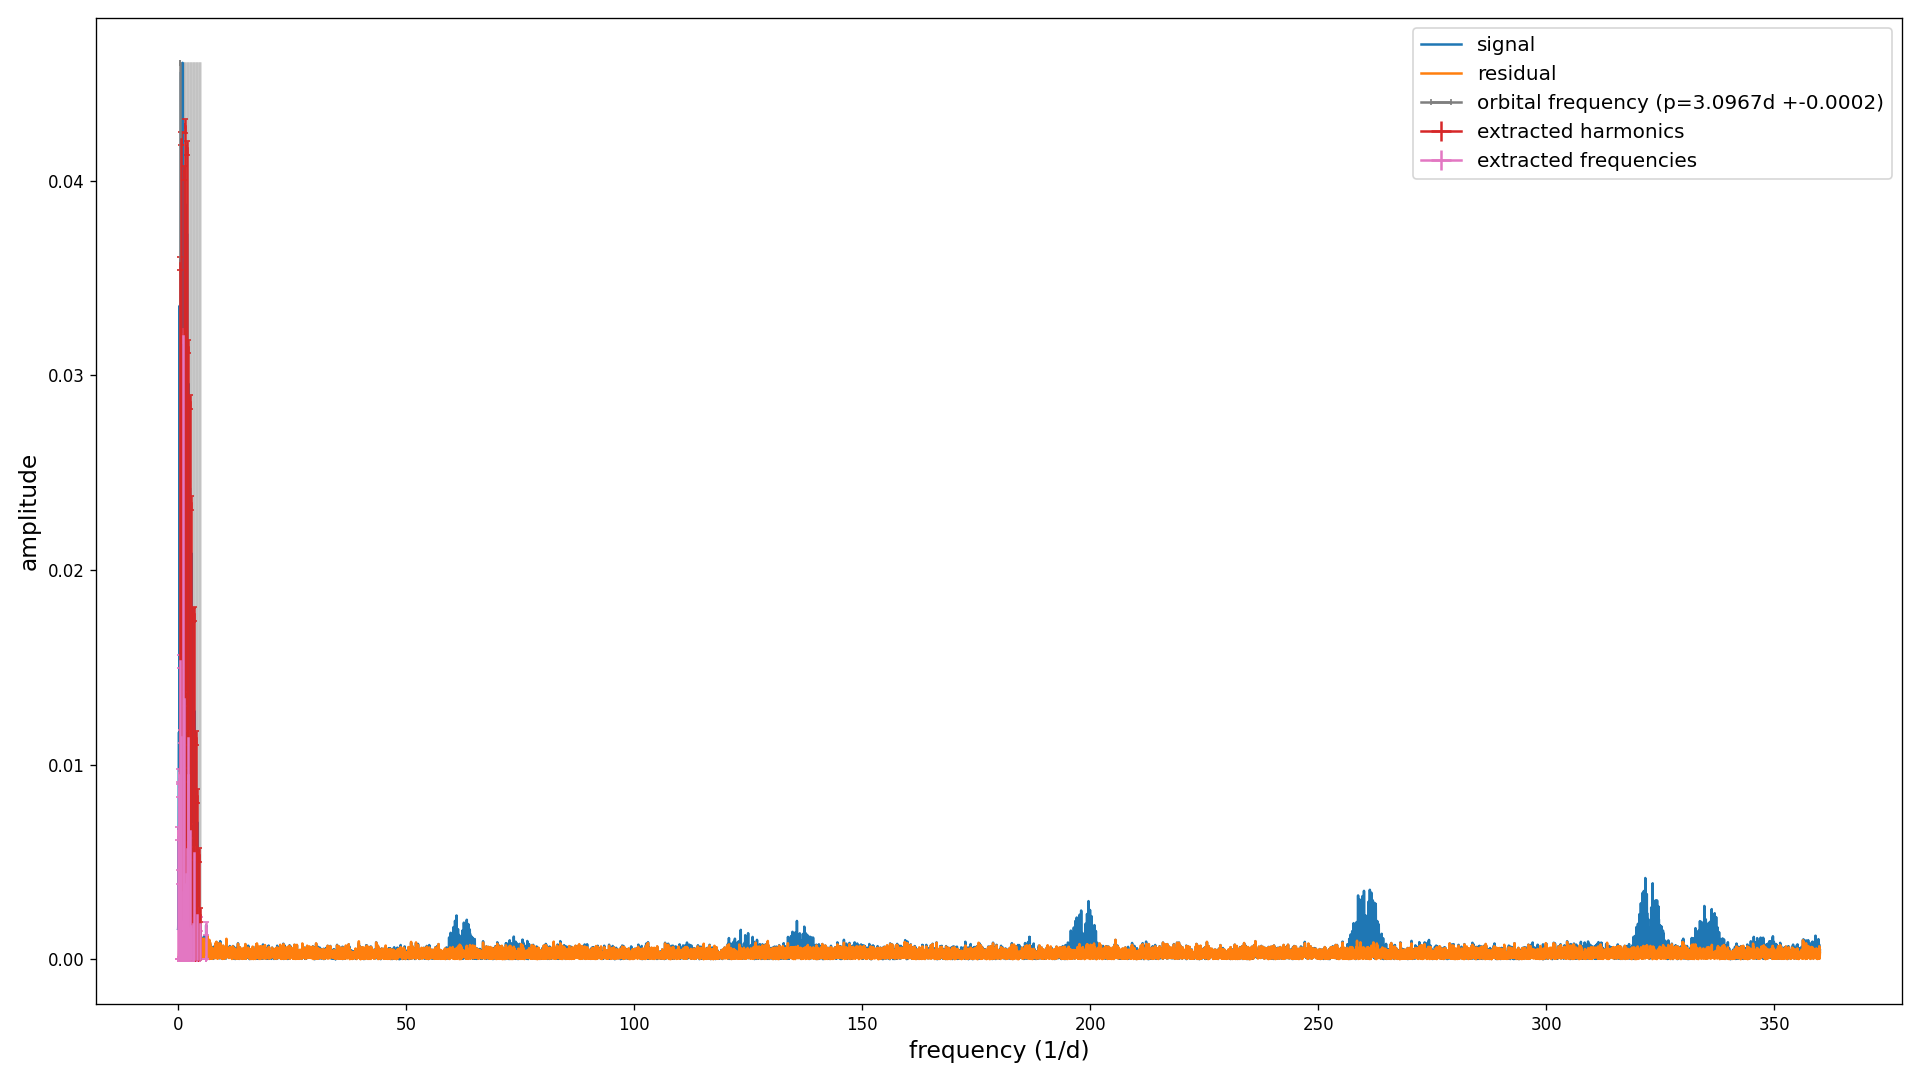 signal
residual
orbital frequency (p=3.0967d +-0.0002)
extracted harmonics
extracted frequencies
amplitude
0.04
0.03
0.02
0.01
0.00
0 50 100 150 200 250 300 350
frequency (1/d)